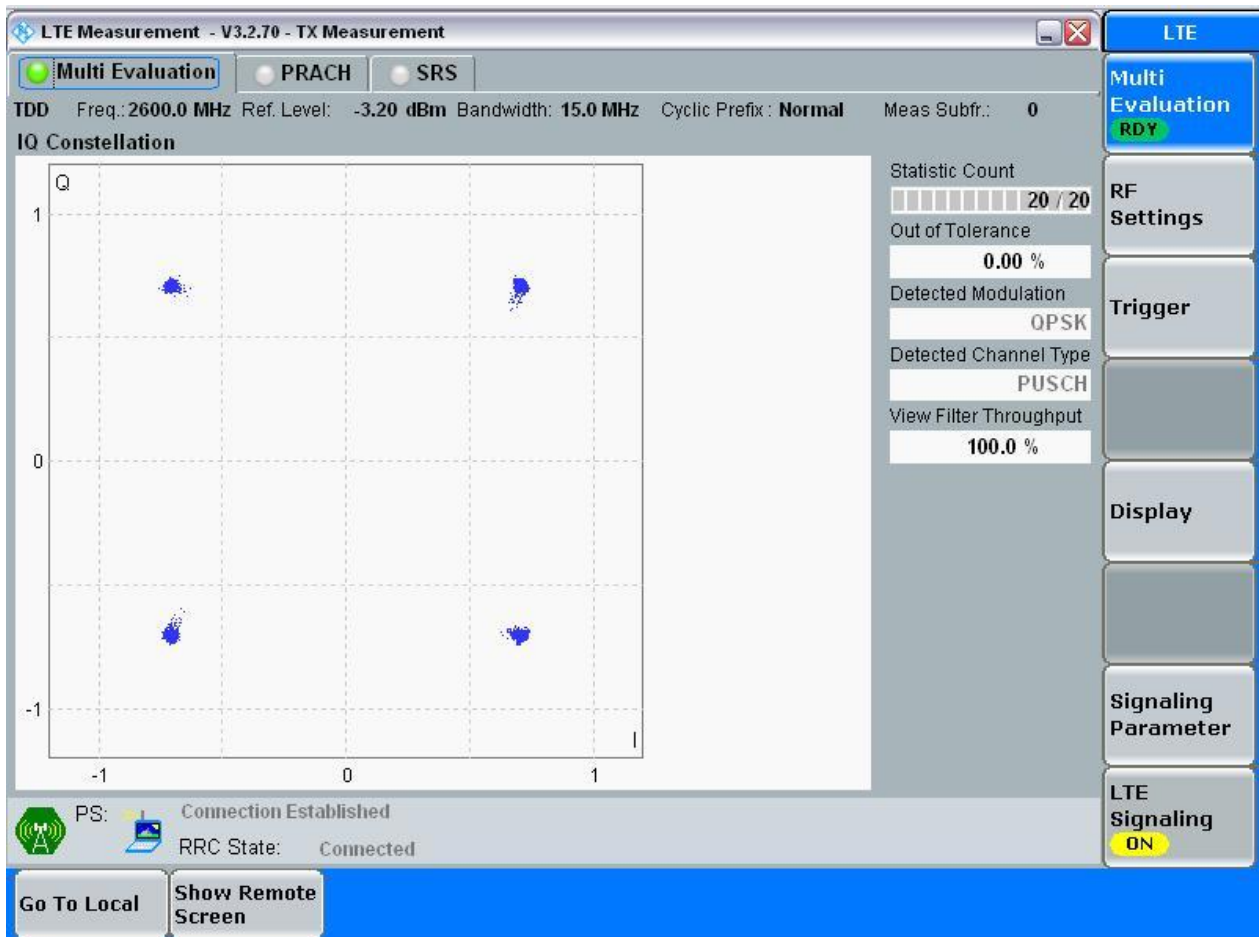 LTE Measurement - V3.2.70 - TX Measurement
LTE
Multi Evaluation PRACH SRS
TDD Freq.: 2600.0 MHz Ref. Level: -3.20 dBm Bandwidth: 15.0 MHz Cyclic Prefix : Normal Meas Subfr.: 0
IQ Constellation
Q
1
0
-1
I
-1 0 1
Statistic Count
20 / 20
Out of Tolerance
0.00 %
Detected Modulation
QPSK
Detected Channel Type
PUSCH
View Filter Throughput
100.0 %
Multi
Evaluation
RDY
RF
Settings
Trigger
Display
Signaling
Parameter
LTE
Signaling
ON
PS: Connection Established
RRC State: Connected
Go To Local
Show Remote
Screen